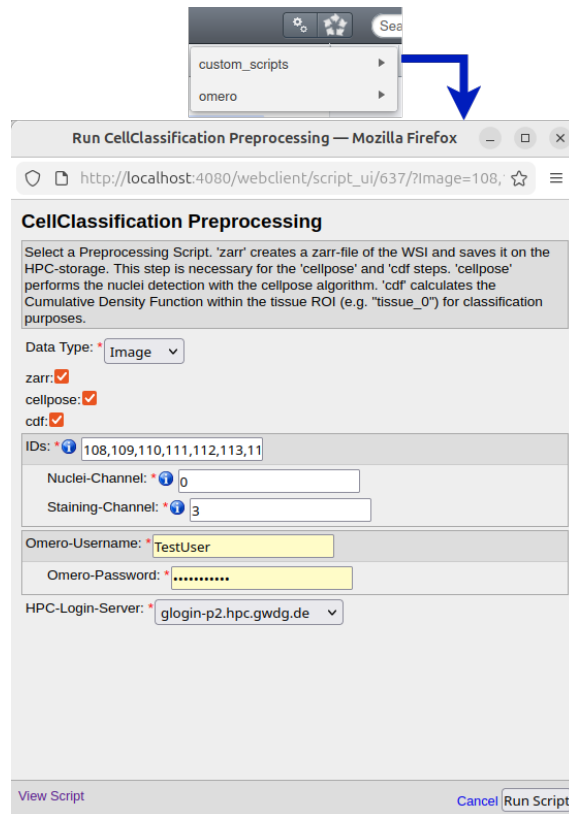 Sea
custom_scripts
omero
Run CellClassification Preprocessing — Mozilla Firefox
http://localhost:4080/webclient/script_ui/637/?Image=108,
CellClassification Preprocessing
Select a Preprocessing Script. 'zarr' creates a zarr-file of the WSI and saves it on the
HPC-storage. This step is necessary for the 'cellpose' and 'cdf steps. 'cellpose'
performs the nuclei detection with the cellpose algorithm. 'cdf' calculates the
Cumulative Density Function within the tissue ROI (e.g. "tissue_0") for classification
purposes.
Data Type: * Image
zarr:
cellpose:
cdf:
IDs: * 108,109,110,111,112,113,11
Nuclei-Channel: * 0
Staining-Channel: * 3
Omero-Username: * TestUser
Omero-Password: * •••••••••••
HPC-Login-Server: * glogin-p2.hpc.gwdg.de
View Script
Cancel Run Script